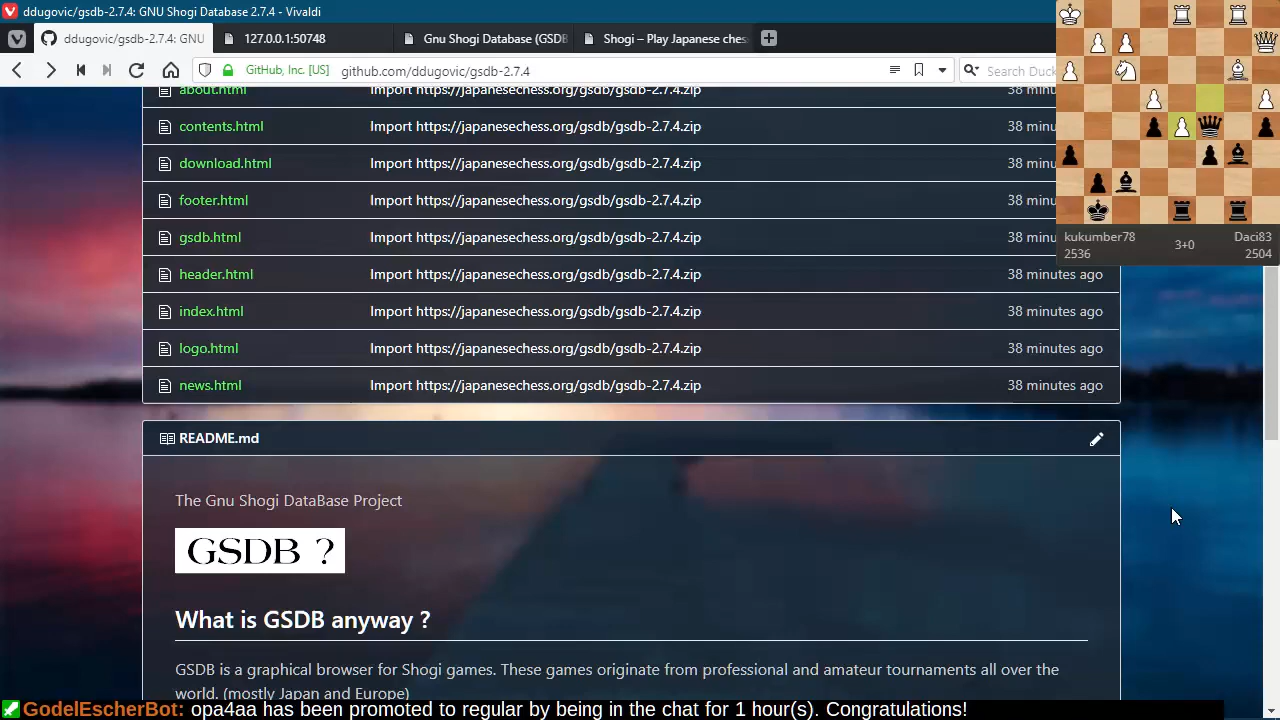 ddugovic/gsdb-2.7.4: GNU Shogi Database 2.7.4 - Vivaldi
ddugovic/gsdb-2.7.4: GNU
127.0.0.1:50748
Gnu Shogi Database (GSDB
Shogi – Play Japanese ches
GitHub, Inc. [US]
github.com/ddugovic/gsdb-2.7.4
Search Duck
about.html Import https://japanesechess.org/gsdb/gsdb-2.7.4.zip 38 minu
contents.html Import https://japanesechess.org/gsdb/gsdb-2.7.4.zip 38 minu
download.html Import https://japanesechess.org/gsdb/gsdb-2.7.4.zip 38 minu
footer.html Import https://japanesechess.org/gsdb/gsdb-2.7.4.zip 38 minu
gsdb.html Import https://japanesechess.org/gsdb/gsdb-2.7.4.zip 38 minu
header.html Import https://japanesechess.org/gsdb/gsdb-2.7.4.zip 38 minutes ago
index.html Import https://japanesechess.org/gsdb/gsdb-2.7.4.zip 38 minutes ago
logo.html Import https://japanesechess.org/gsdb/gsdb-2.7.4.zip 38 minutes ago
news.html Import https://japanesechess.org/gsdb/gsdb-2.7.4.zip 38 minutes ago
kukumber78 3+0 Daci83
2536 2504
README.md
The Gnu Shogi DataBase Project
GSDB ?
What is GSDB anyway ?
GSDB is a graphical browser for Shogi games. These games originate from professional and amateur tournaments all over the
world. (mostly Japan and Europe)
GodelEscherBot: opa4aa has been promoted to regular by being in the chat for 1 hour(s). Congratulations!